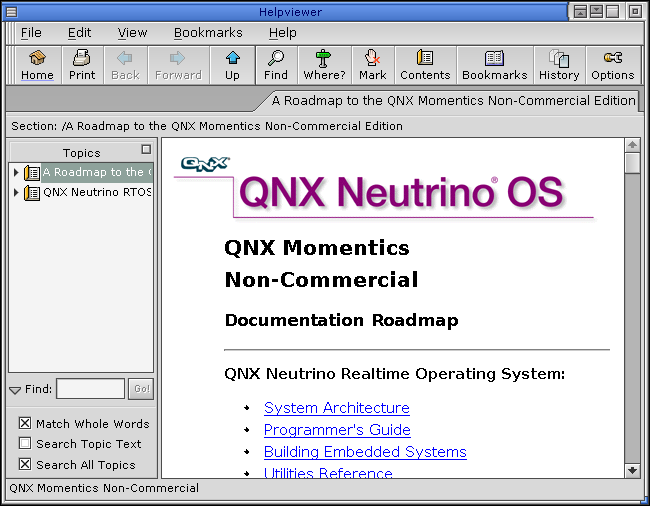 Helpviewer
File Edit View Bookmarks Help
Home Print Back Forward Up Find Where? Mark Contents Bookmarks History Options
A Roadmap to the QNX Momentics Non-Commercial Edition
Section: /A Roadmap to the QNX Momentics Non-Commercial Edition
Topics
A Roadmap to the
QNX Neutrino RTOS
Find: Go!
Match Whole Words
Search Topic Text
Search All Topics
QNX
QNX Neutrino® OS
QNX Momentics
Non-Commercial
Documentation Roadmap
QNX Neutrino Realtime Operating System:
System Architecture
Programmer's Guide
Building Embedded Systems
Utilities Reference
QNX Momentics Non-Commercial